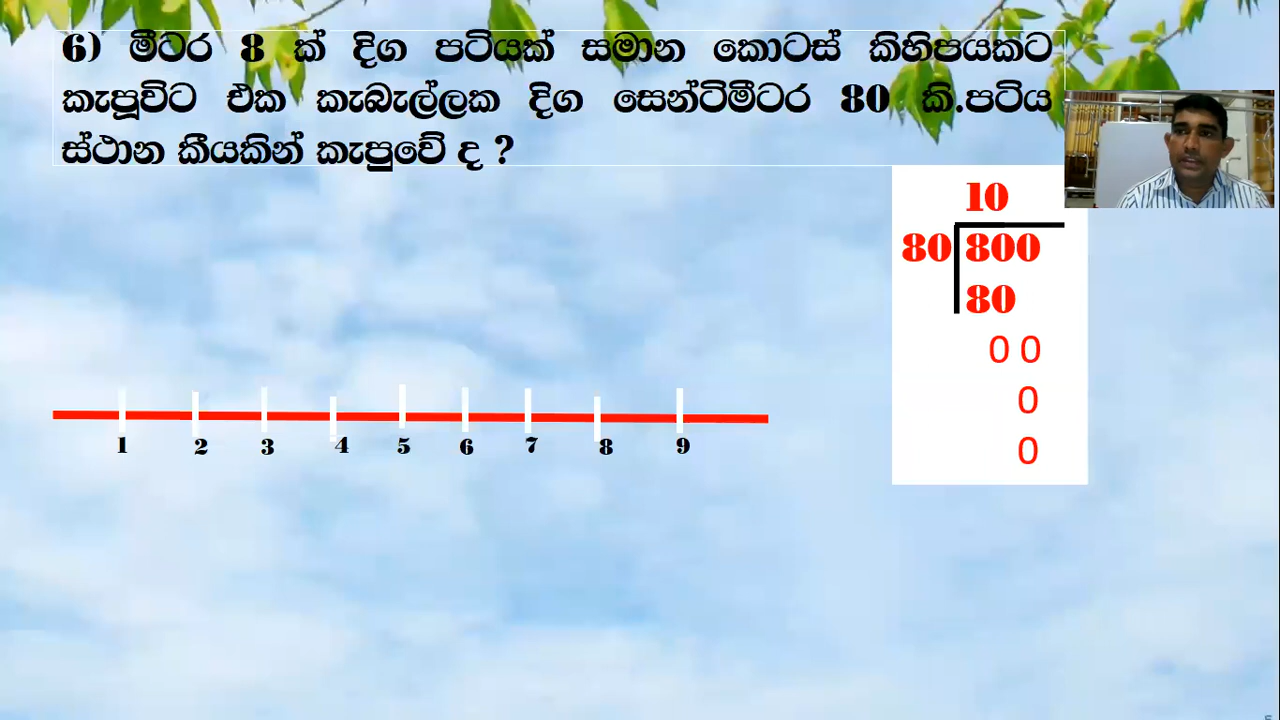 6) මීටර 8 ක් දිග පටියක් සමාන කොටස් කිහිපයකට
කැපූවිට එක කැබැල්ලක දිග සෙන්ටිමීටර 80 කි.පටිය
ස්ථාන කීයකින් කැපුවේ ද ?
10
80 800
80
0 0
0
0
1 2 3 4 5 6 7 8 9